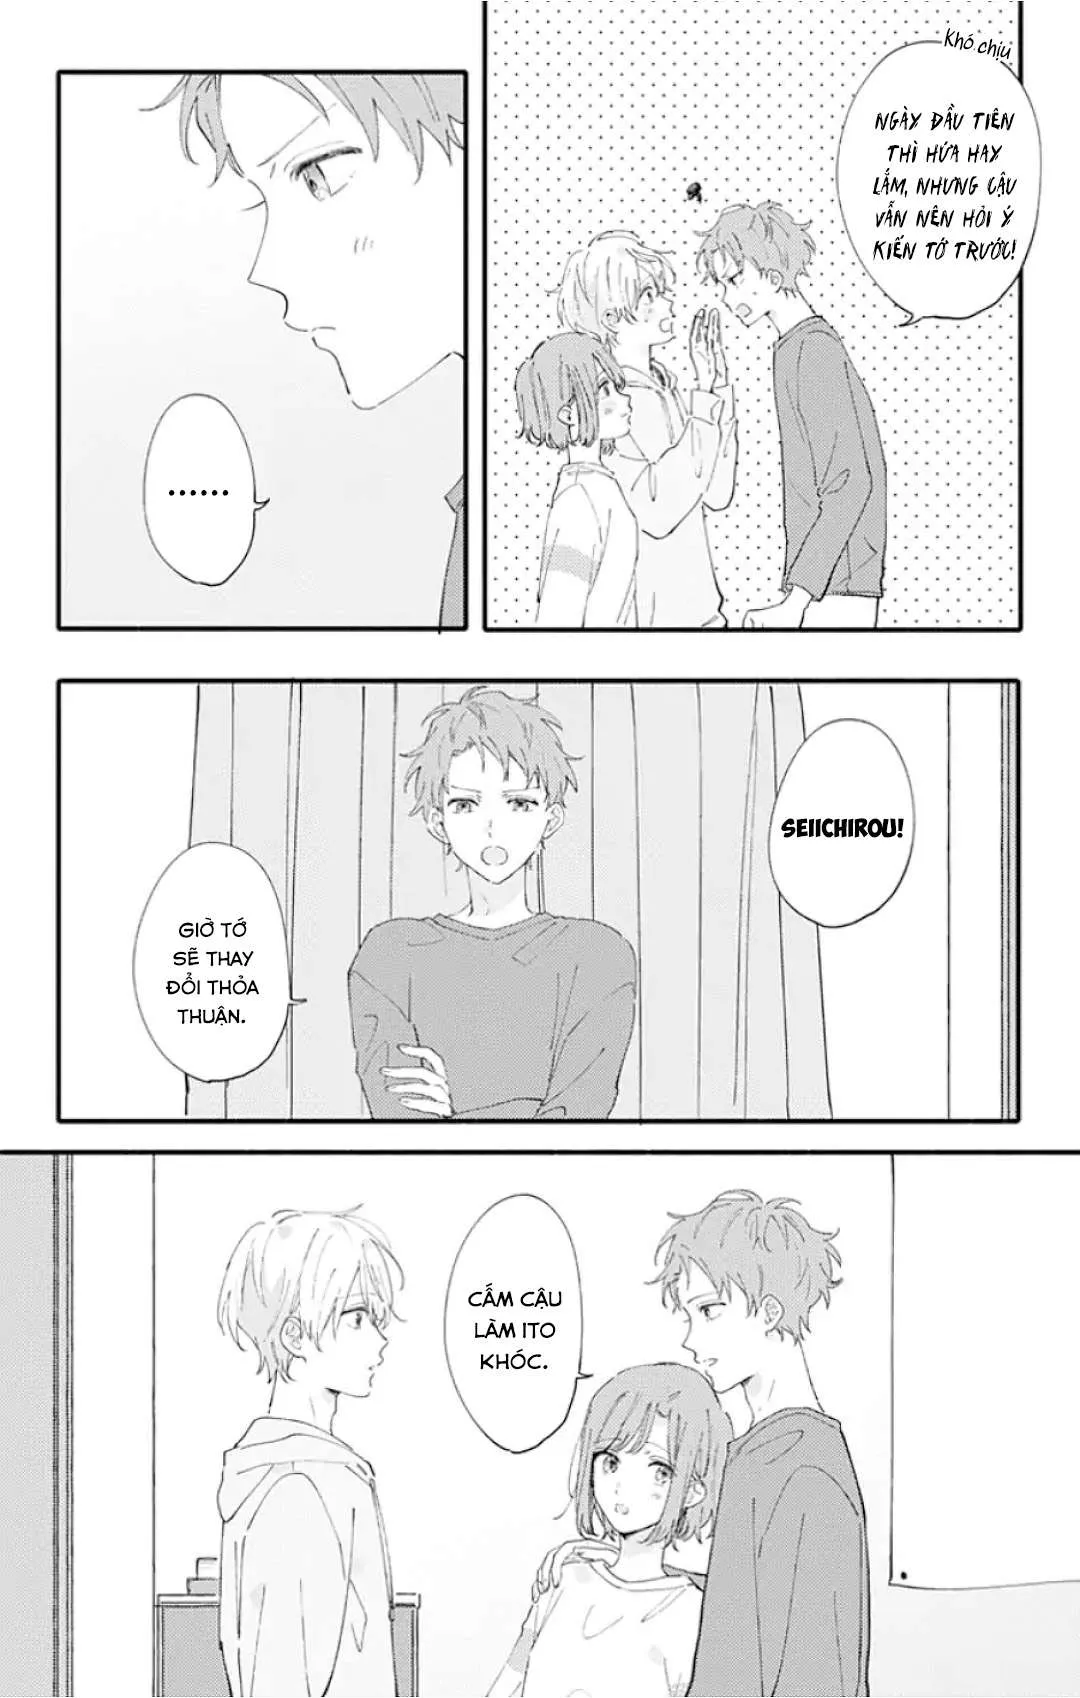 Khó chịu
NGÀY ĐẦU TIÊN
THÌ HỨA HAY
LẮM, NHƯNG CẬU
VẪN NÊN HỎI Ý
KIẾN TỚ TRƯỚC!
......
SEIICHIROU!
GIỜ TỚ
SẼ THAY
ĐỔI THỎA
THUẬN.
CẤM CẬU
LÀM ITO
KHÓC.